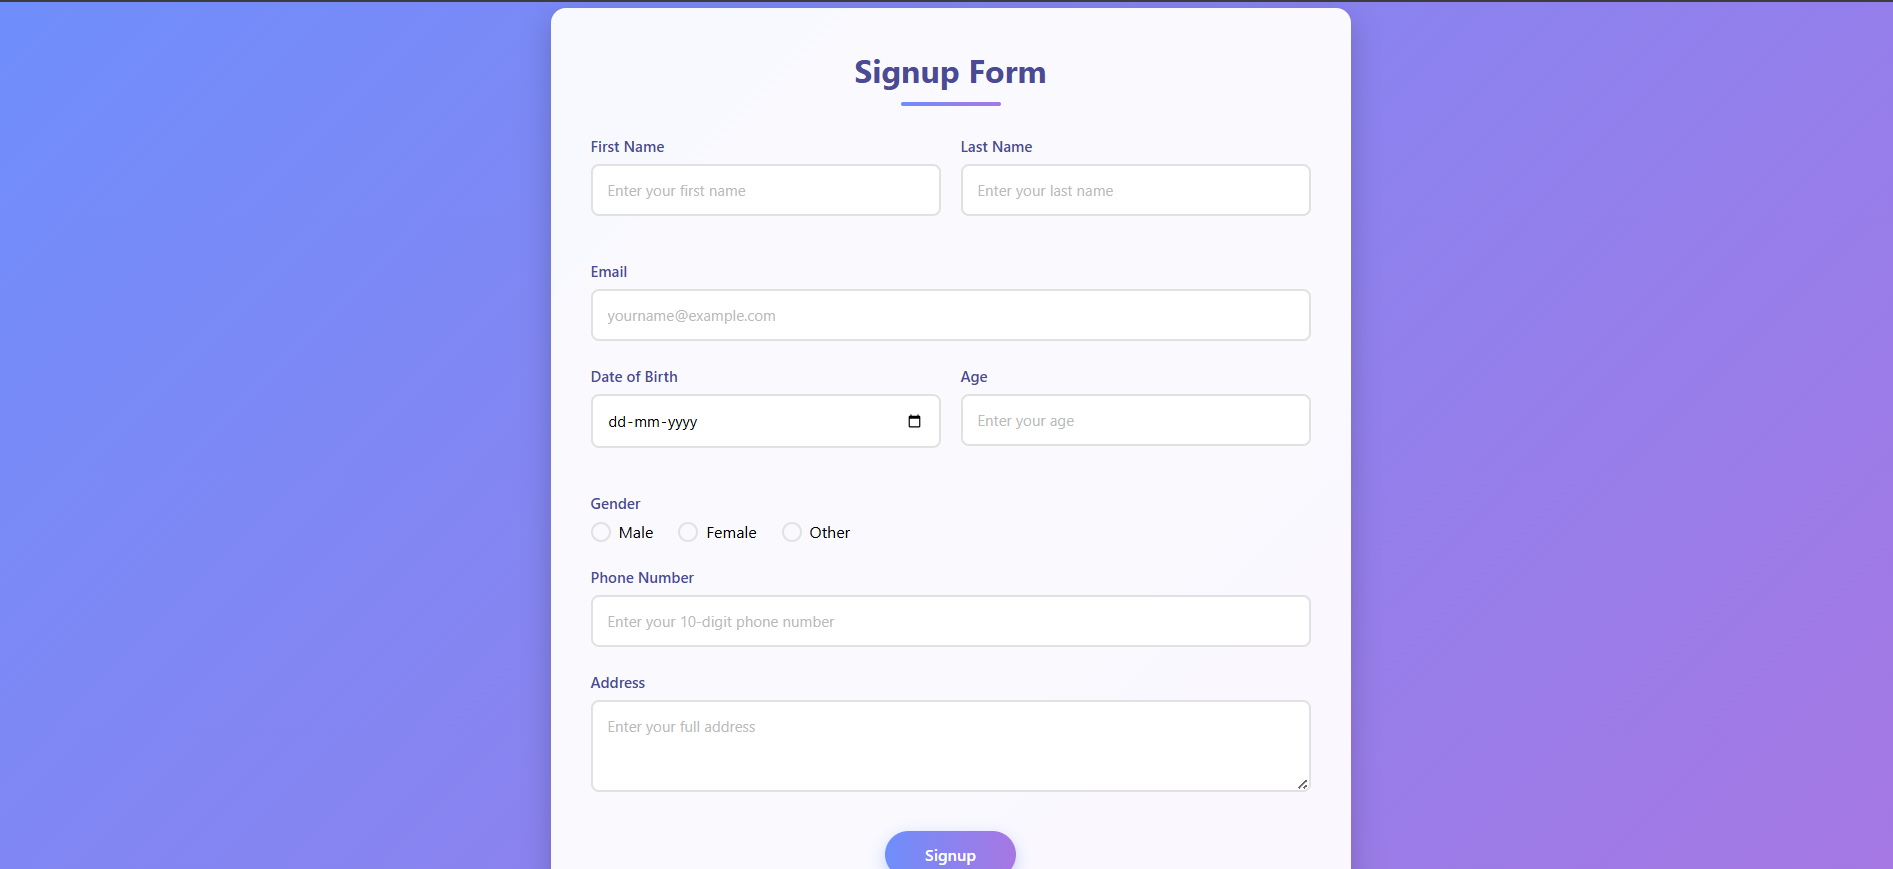 Signup Form
First Name Last Name
Enter your first name Enter your last name
Email
yourname@example.com
Date of Birth Age
dd-mm-yyyy Enter your age
Gender
Male Female Other
Phone Number
Enter your 10-digit phone number
Address
Enter your full address
Signup